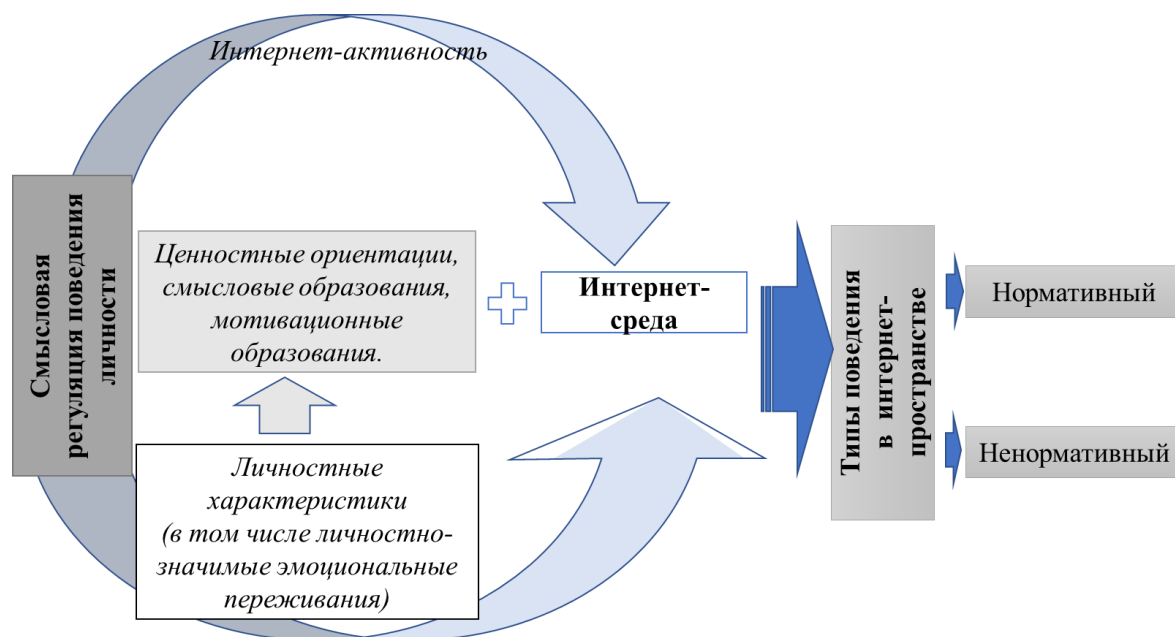 Интернет-активность
Смысловая
регуляция поведения
личности
Ценностные ориентации,
смысловые образования,
мотивационные
образования.
Интернет-
среда
Личностные
характеристики
(в том числе личностно-
значимые эмоциональные
переживания)
Типы поведения
в интернет-
пространстве
Нормативный
Ненормативный